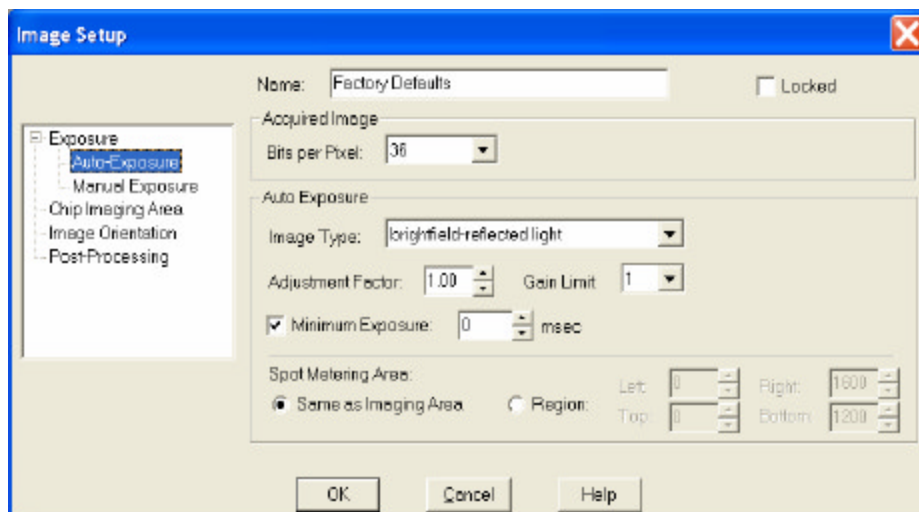 Image Setup
Name: Factory Defaults Locked
Exposure
Auto-Exposure
Manual Exposure
Chip Imaging Area
Image Orientation
Post-Processing
Acquired Image
Bits per Pixel: 36
Auto Exposure
Image Type: brightfield-reflected light
Adjustment Factor: 1.00 Gain Limit 1
Minimum Exposure: 0 msec
Spot Metering Area:
Same as Imaging Area Region:
Left: 0 Right: 1600
Top: 0 Bottom: 1200
OK Cancel Help